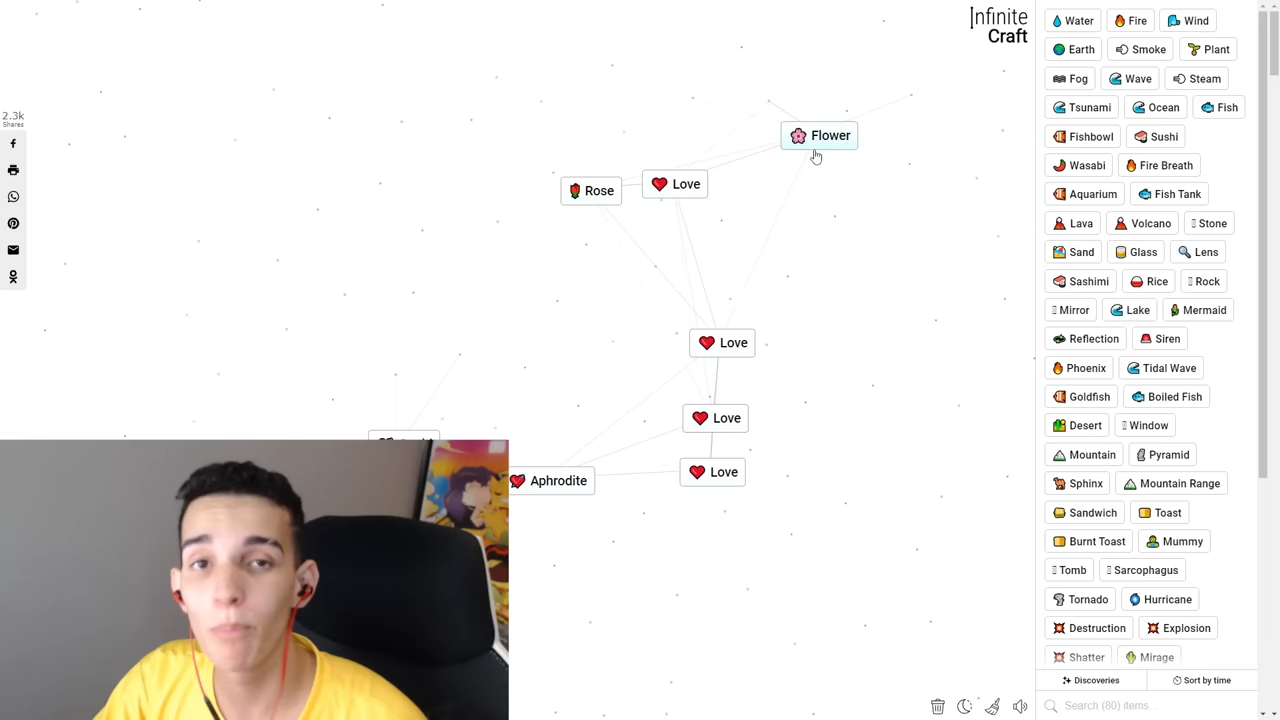 Infinite
Craft
2.3k
Shares
Flower
Rose
Love
Love
Love
Love
Aphrodite
Water
Fire
Wind
Earth
Smoke
Plant
Fog
Wave
Steam
Tsunami
Ocean
Fish
Fishbowl
Sushi
Wasabi
Fire Breath
Aquarium
Fish Tank
Lava
Volcano
Stone
Sand
Glass
Lens
Sashimi
Rice
Rock
Mirror
Lake
Mermaid
Reflection
Siren
Phoenix
Tidal Wave
Goldfish
Boiled Fish
Desert
Window
Mountain
Pyramid
Sphinx
Mountain Range
Sandwich
Toast
Burnt Toast
Mummy
Tomb
Sarcophagus
Tornado
Hurricane
Destruction
Explosion
Shatter
Mirage
Discoveries
Sort by time
Search (80) items...